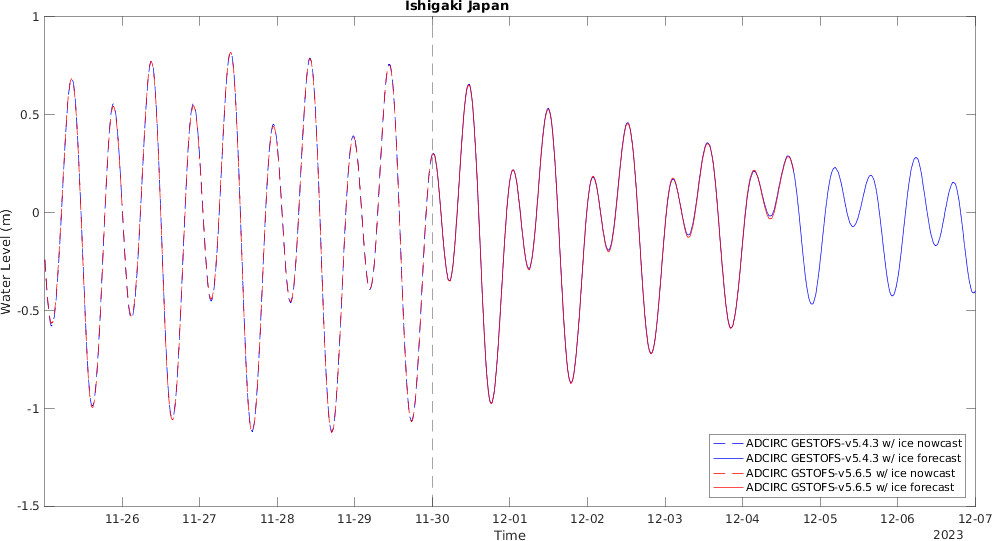 Ishigaki Japan
Water Level (m)
1
0.5
0
-0.5
-1
-1.5
11-26 11-27 11-28 11-29 11-30 12-01 12-02 12-03 12-04 12-05 12-06 12-07
Time
2023
ADCIRC GESTOFS-v5.4.3 w/ ice nowcast
ADCIRC GESTOFS-v5.4.3 w/ ice forecast
ADCIRC GSTOFS-v5.6.5 w/ ice nowcast
ADCIRC GSTOFS-v5.6.5 w/ ice forecast